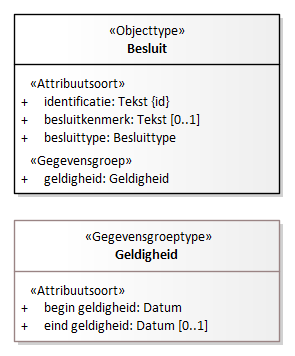 «Objecttype»
Besluit
«Attribuutsoort»
+ identificatie: Tekst {id}
+ besluitkenmerk: Tekst [0..1]
+ besluittype: Besluittype
«Gegevensgroep»
+ geldigheid: Geldigheid
«Gegevensgroeptype»
Geldigheid
«Attribuutsoort»
+ begin geldigheid: Datum
+ eind geldigheid: Datum [0..1]